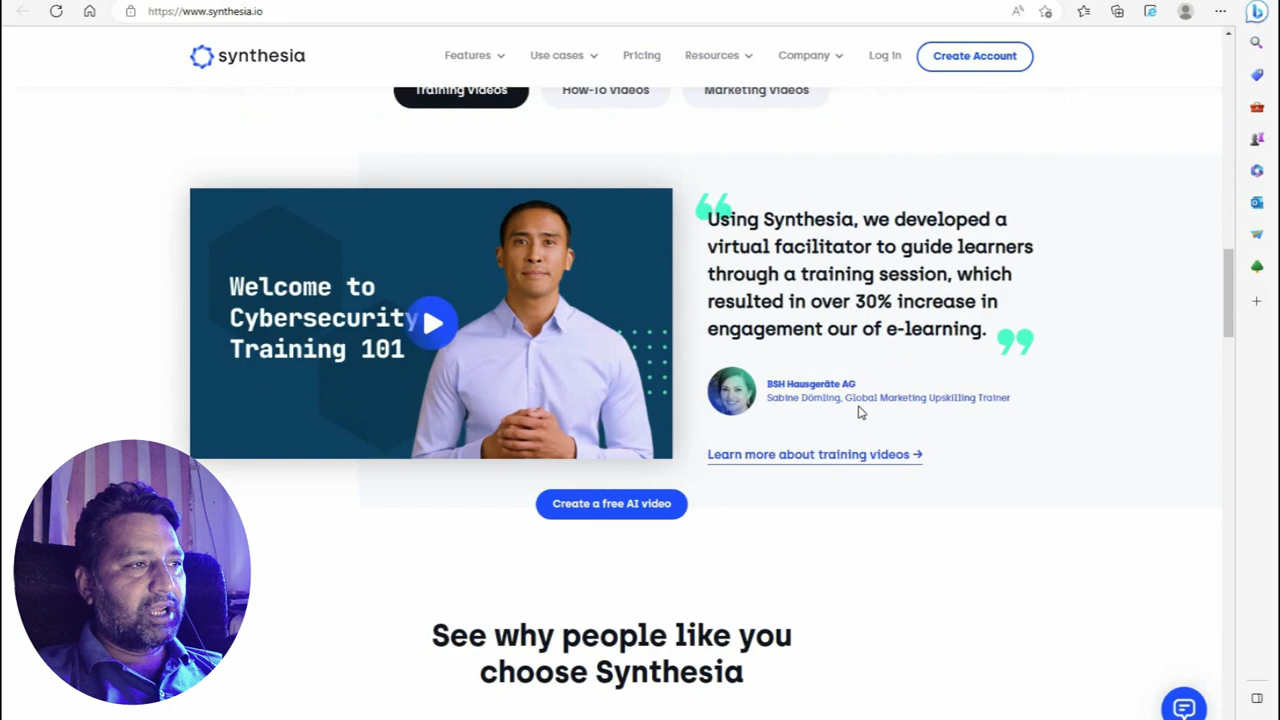 https://www.synthesia.io
synthesia
Features
Use cases
Pricing
Resources
Company
Log in
Create Account
Training Videos
How-To Videos
Marketing Videos
Welcome to
Cybersecurity
Training 101
“
Using Synthesia, we developed a
virtual facilitator to guide learners
through a training session, which
resulted in over 30% increase in
engagement our of e-learning.
”
BSH Hausgeräte AG
Sabine Dömling, Global Marketing Upskilling Trainer
Learn more about training videos →
Create a free AI video
See why people like you
choose Synthesia